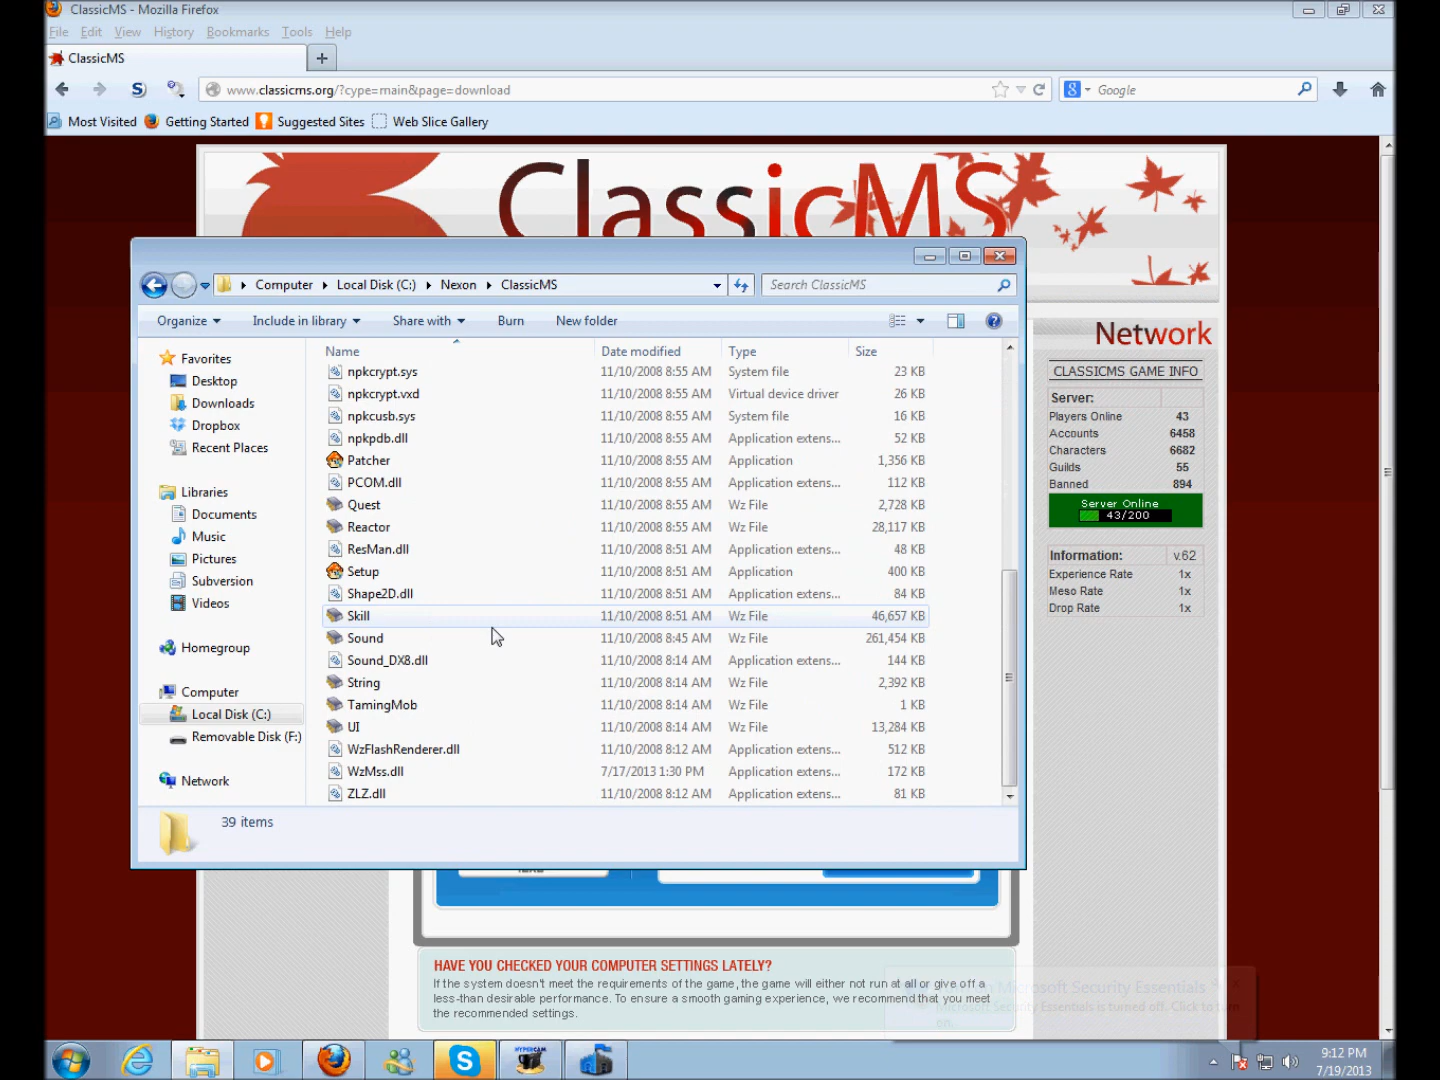 ClassicMS - Mozilla Firefox
File Edit View History Bookmarks Tools Help
ClassicMS
www.classicms.org/?cype=main&page=download
Google
Most Visited Getting Started Suggested Sites Web Slice Gallery
ClassicMS
Computer Local Disk (C:) Nexon ClassicMS
Search ClassicMS
Organize Include in library Share with Burn New folder
Name Date modified Type Size
Favorites
Desktop
Downloads
Dropbox
Recent Places
Libraries
Documents
Music
Pictures
Subversion
Videos
Homegroup
Computer
Local Disk (C:)
Removable Disk (F:)
Network
npkcrypt.sys 11/10/2008 8:55 AM System file 23 KB
npkcrypt.vxd 11/10/2008 8:55 AM Virtual device driver 26 KB
npkcusb.sys 11/10/2008 8:55 AM System file 16 KB
npkpdb.dll 11/10/2008 8:55 AM Application extens... 52 KB
Patcher 11/10/2008 8:55 AM Application 1,356 KB
PCOM.dll 11/10/2008 8:55 AM Application extens... 112 KB
Quest 11/10/2008 8:55 AM Wz File 2,728 KB
Reactor 11/10/2008 8:55 AM Wz File 28,117 KB
ResMan.dll 11/10/2008 8:51 AM Application extens... 48 KB
Setup 11/10/2008 8:51 AM Application 400 KB
Shape2D.dll 11/10/2008 8:51 AM Application extens... 84 KB
Skill 11/10/2008 8:51 AM Wz File 46,657 KB
Sound 11/10/2008 8:45 AM Wz File 261,454 KB
Sound_DX8.dll 11/10/2008 8:14 AM Application extens... 144 KB
String 11/10/2008 8:14 AM Wz File 2,392 KB
TamingMob 11/10/2008 8:14 AM Wz File 1 KB
UI 11/10/2008 8:14 AM Wz File 13,284 KB
WzFlashRenderer.dll 11/10/2008 8:12 AM Application extens... 512 KB
WzMss.dll 7/17/2013 1:30 PM Application extens... 172 KB
ZLZ.dll 11/10/2008 8:12 AM Application extens... 81 KB
39 items
Network
CLASSICMS GAME INFO
Server:
Players Online 43
Accounts 6458
Characters 6682
Guilds 55
Banned 894
Server Online
43/200
Information: v.62
Experience Rate 1x
Meso Rate 1x
Drop Rate 1x
HAVE YOU CHECKED YOUR COMPUTER SETTINGS LATELY?
If the system doesn't meet the requirements of the game, the game will either not run at all or give off a
less-than desirable performance. To ensure a smooth gaming experience, we recommend that you meet
the recommended settings.
Microsoft Security Essentials
Microsoft Security Essentials is turned off. Click to turn
on.
HYPERCAM
9:12 PM
7/19/2013